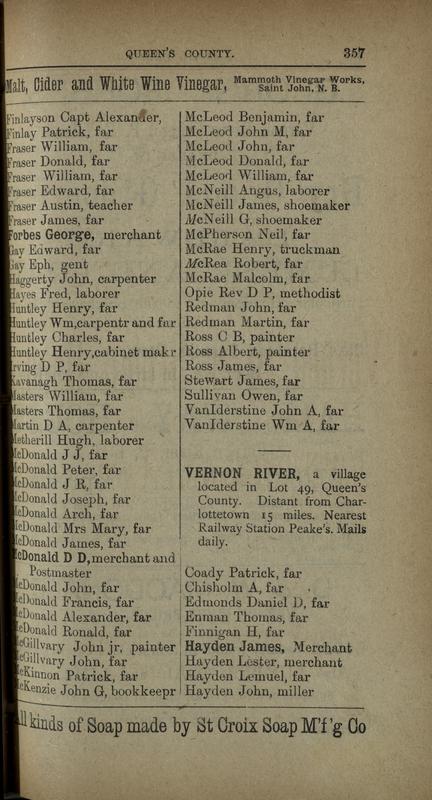 QUEEN'S COUNTY. 357
Malt, Cider and White Wine Vinegar, Mammoth Vinegar Works,
Saint John, N. B.
Finlayson Capt Alexander,
Finlay Patrick, far
Fraser William, far
Fraser Donald, far
Fraser William, far
Fraser Edward, far
Fraser Austin, teacher
Fraser James, far
Forbes George, merchant
Gay Edward, far
Gay Eph, gent
Haggerty John, carpenter
Hayes Fred, laborer
Huntley Henry, far
Huntley Wm,carpentr and far
Huntley Charles, far
Huntley Henry,cabinet makr
Irving D P, far
Kavanagh Thomas, far
Masters William, far
Masters Thomas, far
Martin D A, carpenter
Metherill Hugh, laborer
McDonald J J, far
McDonald Peter, far
McDonald J R, far
McDonald Joseph, far
McDonald Arch, far
McDonald Mrs Mary, far
McDonald James, far
McDonald D D,merchant and
Postmaster
McDonald John, far
McDonald Francis, far
McDonald Alexander, far
McDonald Ronald, far
McGillvary John jr, painter
McGillvary John, far
McKinnon Patrick, far
McKenzie John G, bookkeepr
McLeod Benjamin, far
McLeod John M, far
McLeod John, far
McLeod Donald, far
McLeod William, far
McNeill Angus, laborer
McNeill James, shoemaker
McNeill G, shoemaker
McPherson Neil, far
McRae Henry, truckman
McRea Robert, far
McRae Malcolm, far
Opie Rev D P, methodist
Redman John, far
Redman Martin, far
Ross C B, painter
Ross Albert, painter
Ross James, far
Stewart James, far
Sullivan Owen, far
VanIderstine John A, far
VanIderstine Wm A, far
VERNON RIVER, a village
located in Lot 49, Queen's
County. Distant from Char-
lottetown 15 miles. Nearest
Railway Station Peake's. Mails
daily.
Coady Patrick, far
Chisholm A, far
Edmonds Daniel D, far
Enman Thomas, far
Finnigan H, far
Hayden James, Merchant
Hayden Lester, merchant
Hayden Lemuel, far
Hayden John, miller
All kinds of Soap made by St Croix Soap M'f'g Co